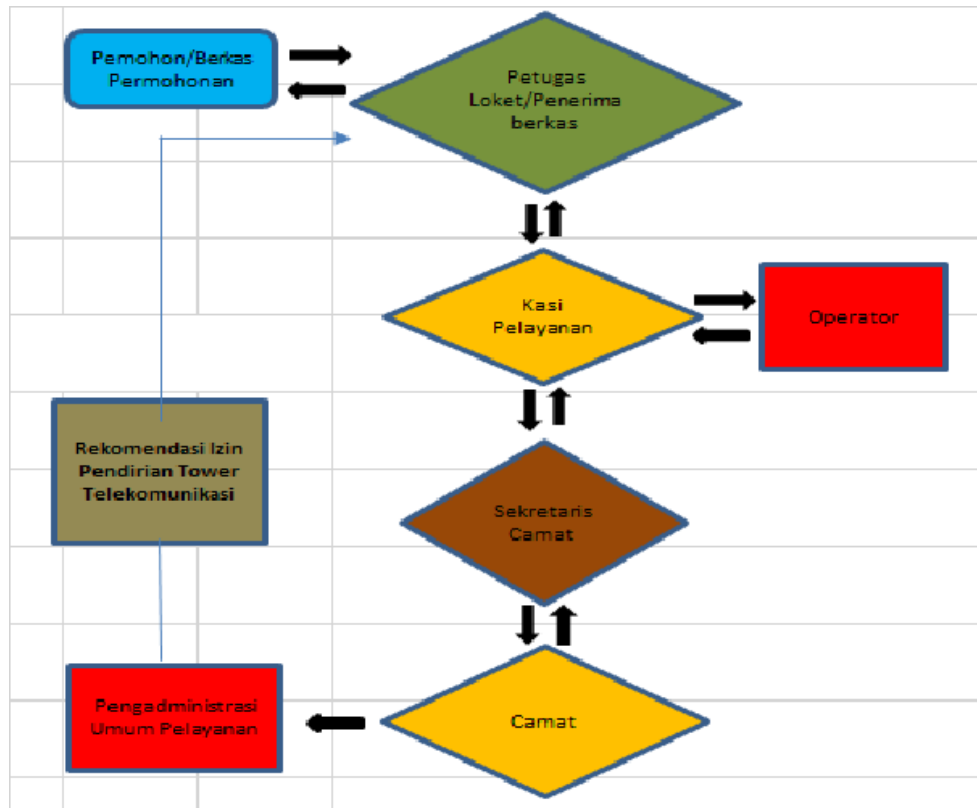 Pemohon/Berkas
Permohonan
Petugas
Loket/Penerima
berkas
Kasi
Pelayanan
Operator
Rekomendasi Izin
Pendirian Tower
Telekomunikasi
Sekretaris
Camat
Pengadministrasi
Umum Pelayanan
Camat